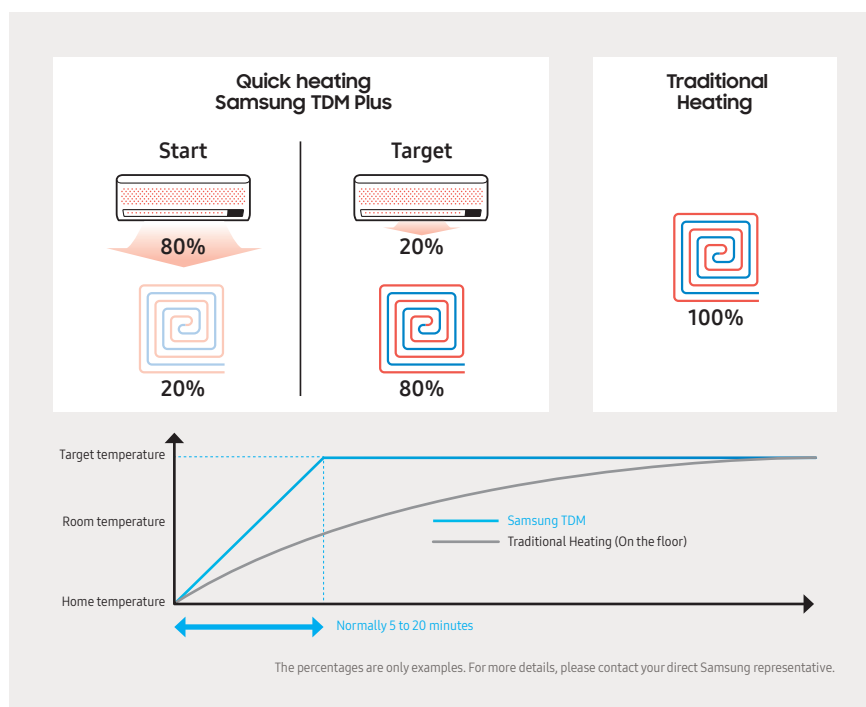 Quick heating
Samsung TDM Plus
Start
Target
80%
20%
20%
80%
Traditional
Heating
100%
Target temperature
Room temperature
Home temperature
Samsung TDM
Traditional Heating (On the floor)
Normally 5 to 20 minutes
The percentages are only examples. For more details, please contact your direct Samsung representative.